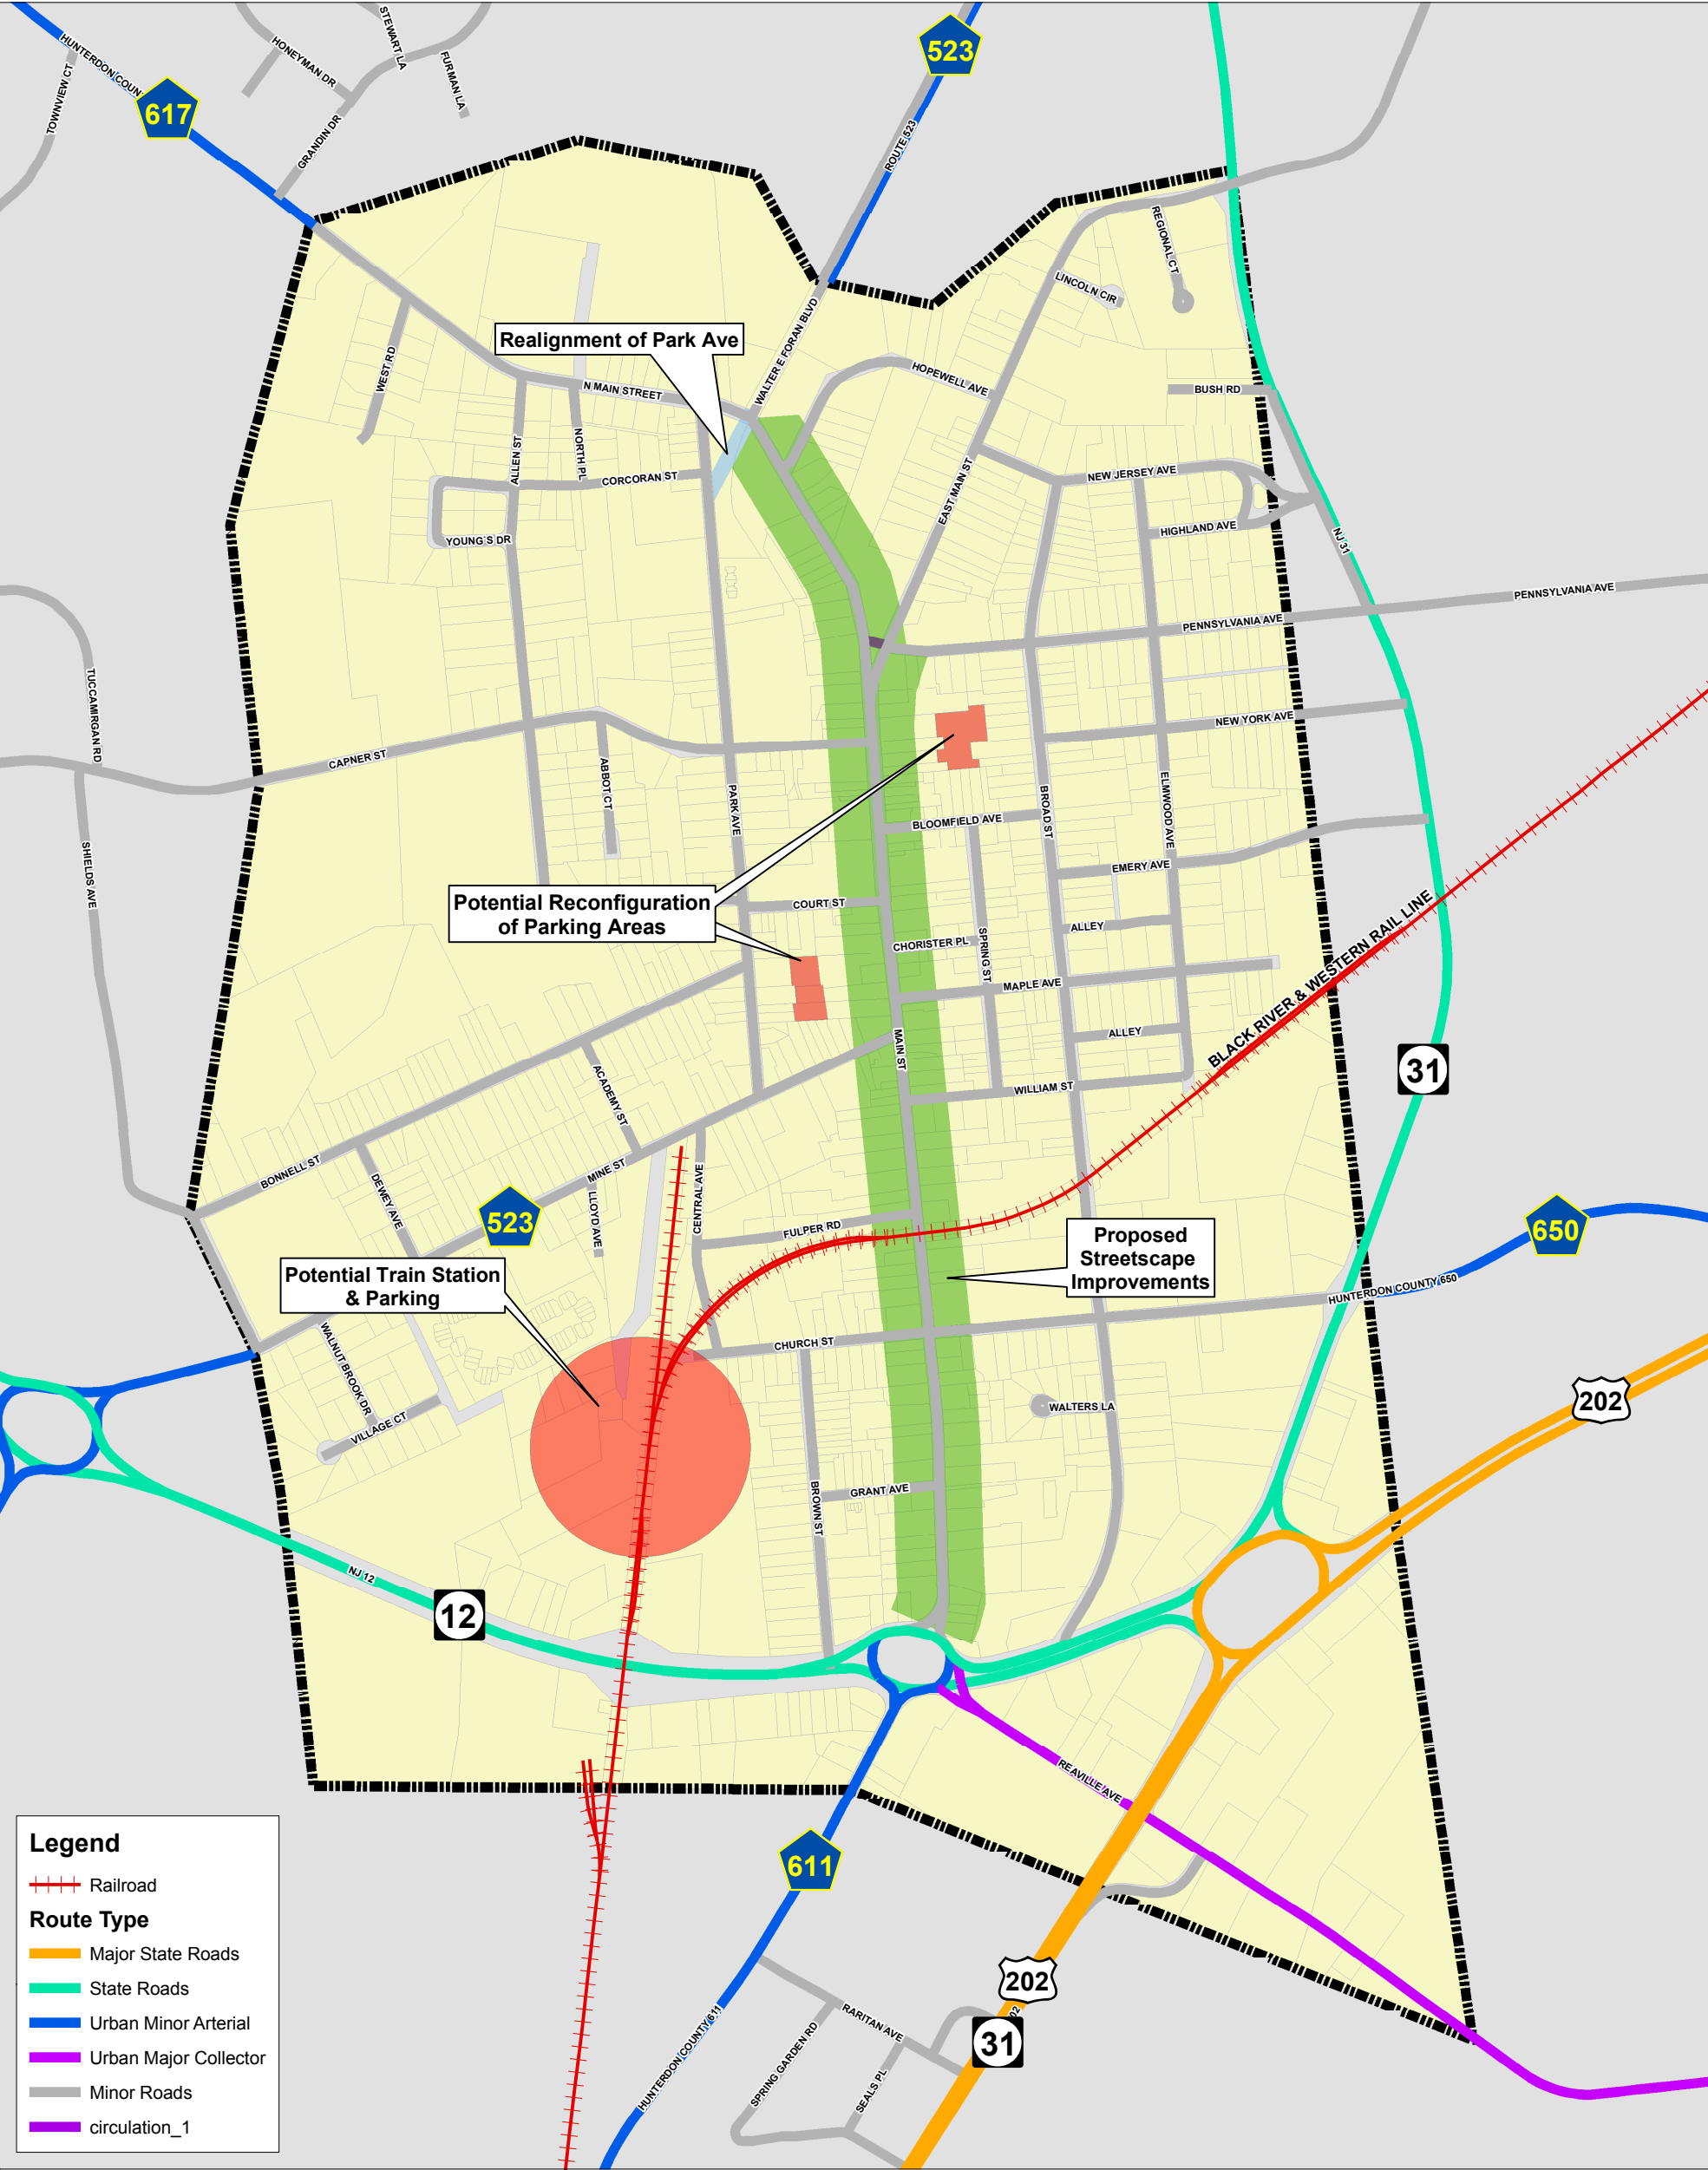 STEWART LA
523
HUNTERDON COUN
HONEYMAN DR
FURMAN LA
TOWNVIEW CT
617
GRANDIN DR
ROUTE 523
REGIONAL CT
LINCOLN CIR
Realignment of Park Ave
WALTER E FORAN BLVD
WEST RD
N MAIN STREET
HOPEWELL AVE
BUSH RD
ALLEN ST
NORTH PL
CORCORAN ST
EAST MAIN ST
NEW JERSEY AVE
HIGHLAND AVE
YOUNG'S DR
NJ 31
PENNSYLVANIA AVE
PENNSYLVANIA AVE
TUCCAMIRGAN RD
NEW YORK AVE
CAPNER ST
ABBOT CT
PARK AVE
BROAD ST
ELMWOOD AVE
BLOOMFIELD AVE
SHIELDS AVE
EMERY AVE
Potential Reconfiguration
of Parking Areas
COURT ST
ALLEY
CHORISTER PL
SPRING ST
BLACK RIVER & WESTERN RAIL LINE
MAPLE AVE
MAIN ST
ALLEY
31
ACADEMY ST
WILLIAM ST
BONNELL ST
MINE ST
DEWEY AVE
LLOYD AVE
CENTRAL AVE
523
FULPER RD
650
Proposed
Streetscape
Improvements
Potential Train Station
& Parking
HUNTERDON COUNTY 650
WALNUT BROOK DR
CHURCH ST
202
WALTERS LA
VILLAGE CT
BROWN ST
GRANT AVE
NJ 12
12
REAVILLE AVE
611
202
02
31
RARITAN AVE
HUNTERDON COUNTY 611
SPRING GARDEN RD
SEALS PL
Legend
Railroad
Route Type
Major State Roads
State Roads
Urban Minor Arterial
Urban Major Collector
Minor Roads
circulation_1